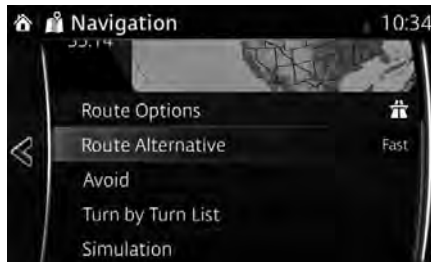 Navigation 10:34
Route Options
Route Alternative Fast
Avoid
Turn by Turn List
Simulation